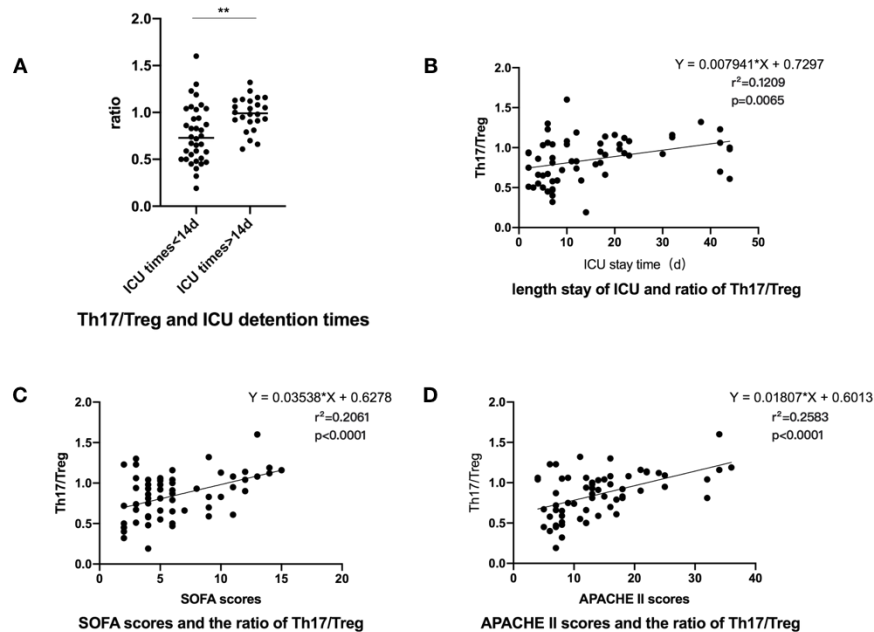 A
**
2.0
1.5
1.0
0.5
0.0
ratio
ICU times<14d
ICU times>14d
Th17/Treg and ICU detention times
B
Y = 0.007941*X + 0.7297
r²=0.1209
p=0.0065
2.0
1.5
1.0
0.5
0.0
Th17/Treg
0 10 20 30 40 50
ICU stay time（d）
length stay of ICU and ratio of Th17/Treg
C
Y = 0.03538*X + 0.6278
r²=0.2061
p<0.0001
2.0
1.5
1.0
0.5
0.0
Th17/Treg
0 5 10 15 20
SOFA scores
SOFA scores and the ratio of Th17/Treg
D
Y = 0.01807*X + 0.6013
r²=0.2583
p<0.0001
2.0
1.5
1.0
0.5
0.0
Th17/Treg
0 10 20 30 40
APACHE II scores
APACHE II scores and the ratio of Th17/Treg